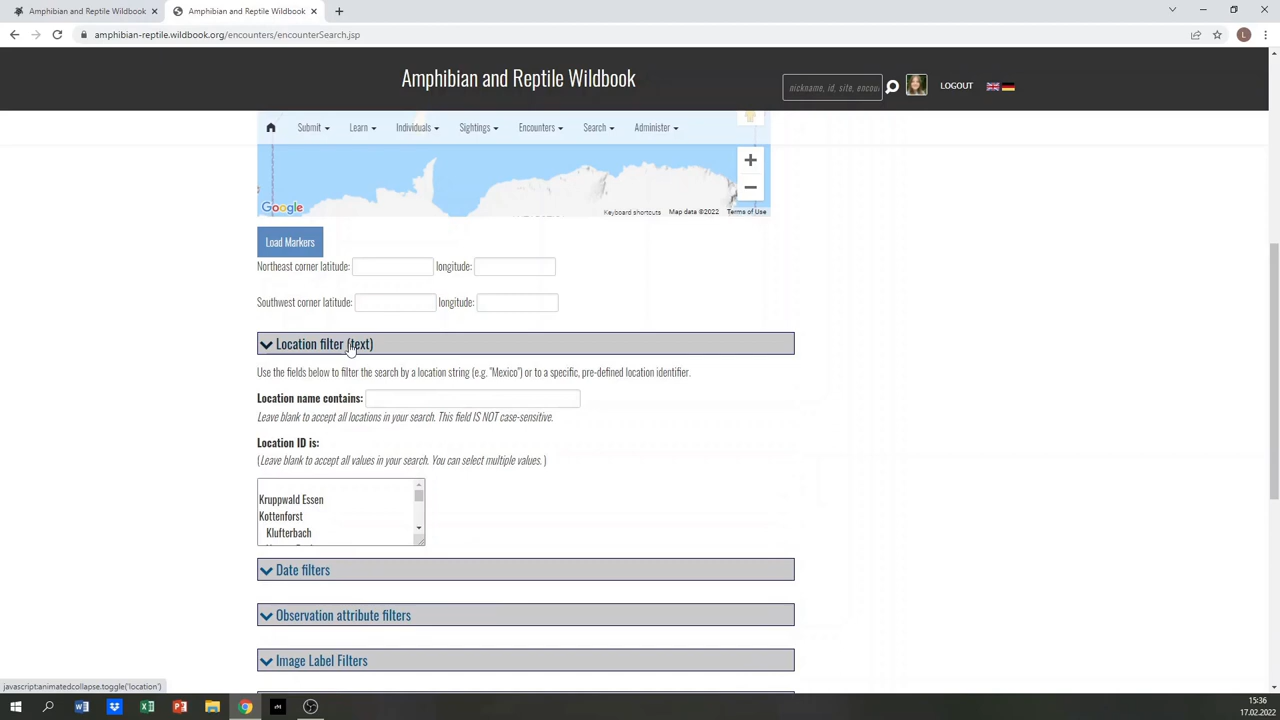 Amphibian and Reptile Wildbook
Amphibian and Reptile Wildbook
amphibian-reptile.wildbook.org/encounters/encounterSearch.jsp
L
Amphibian and Reptile Wildbook
nickname, id, site, encou
LOGOUT
Submit
Learn
Individuals
Sightings
Encounters
Search
Administer
Google
Keyboard shortcuts
Map data ©2022
Terms of Use
Load Markers
Northeast corner latitude:
longitude:
Southwest corner latitude:
longitude:
Location filter (text)
Use the fields below to filter the search by a location string (e.g. "Mexico") or to a specific, pre-defined location identifier.
Location name contains:
Leave blank to accept all locations in your search. This field IS NOT case-sensitive.
Location ID is:
(Leave blank to accept all values in your search. You can select multiple values. )
Kruppwald Essen
Kottenforst
Klufterbach
Date filters
Observation attribute filters
Image Label Filters
javascript:animatedcollapse.toggle('location')
15:36
17.02.2022